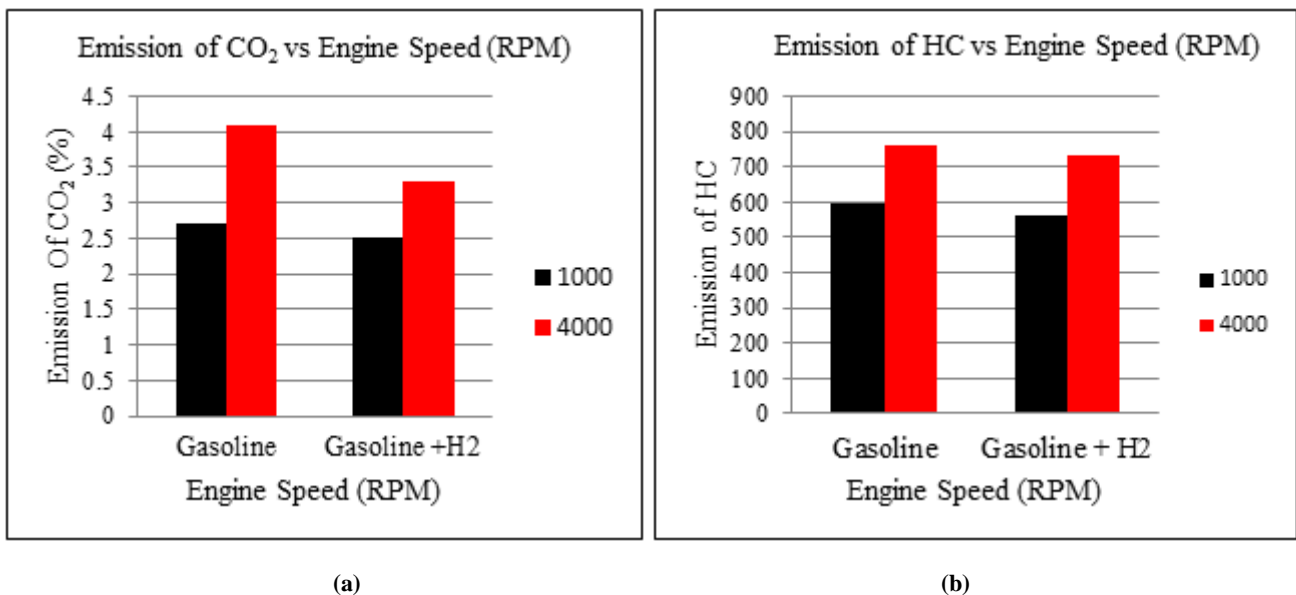 Emission of CO₂ vs Engine Speed (RPM)
Emission Of CO₂ (%)
4.5
4
3.5
3
2.5
2
1.5
1
0.5
0
Gasoline
Gasoline +H2
Engine Speed (RPM)
1000
4000
(a)
Emission of HC vs Engine Speed (RPM)
Emission of HC
900
800
700
600
500
400
300
200
100
0
Gasoline
Gasoline + H2
Engine Speed (RPM)
1000
4000
(b)